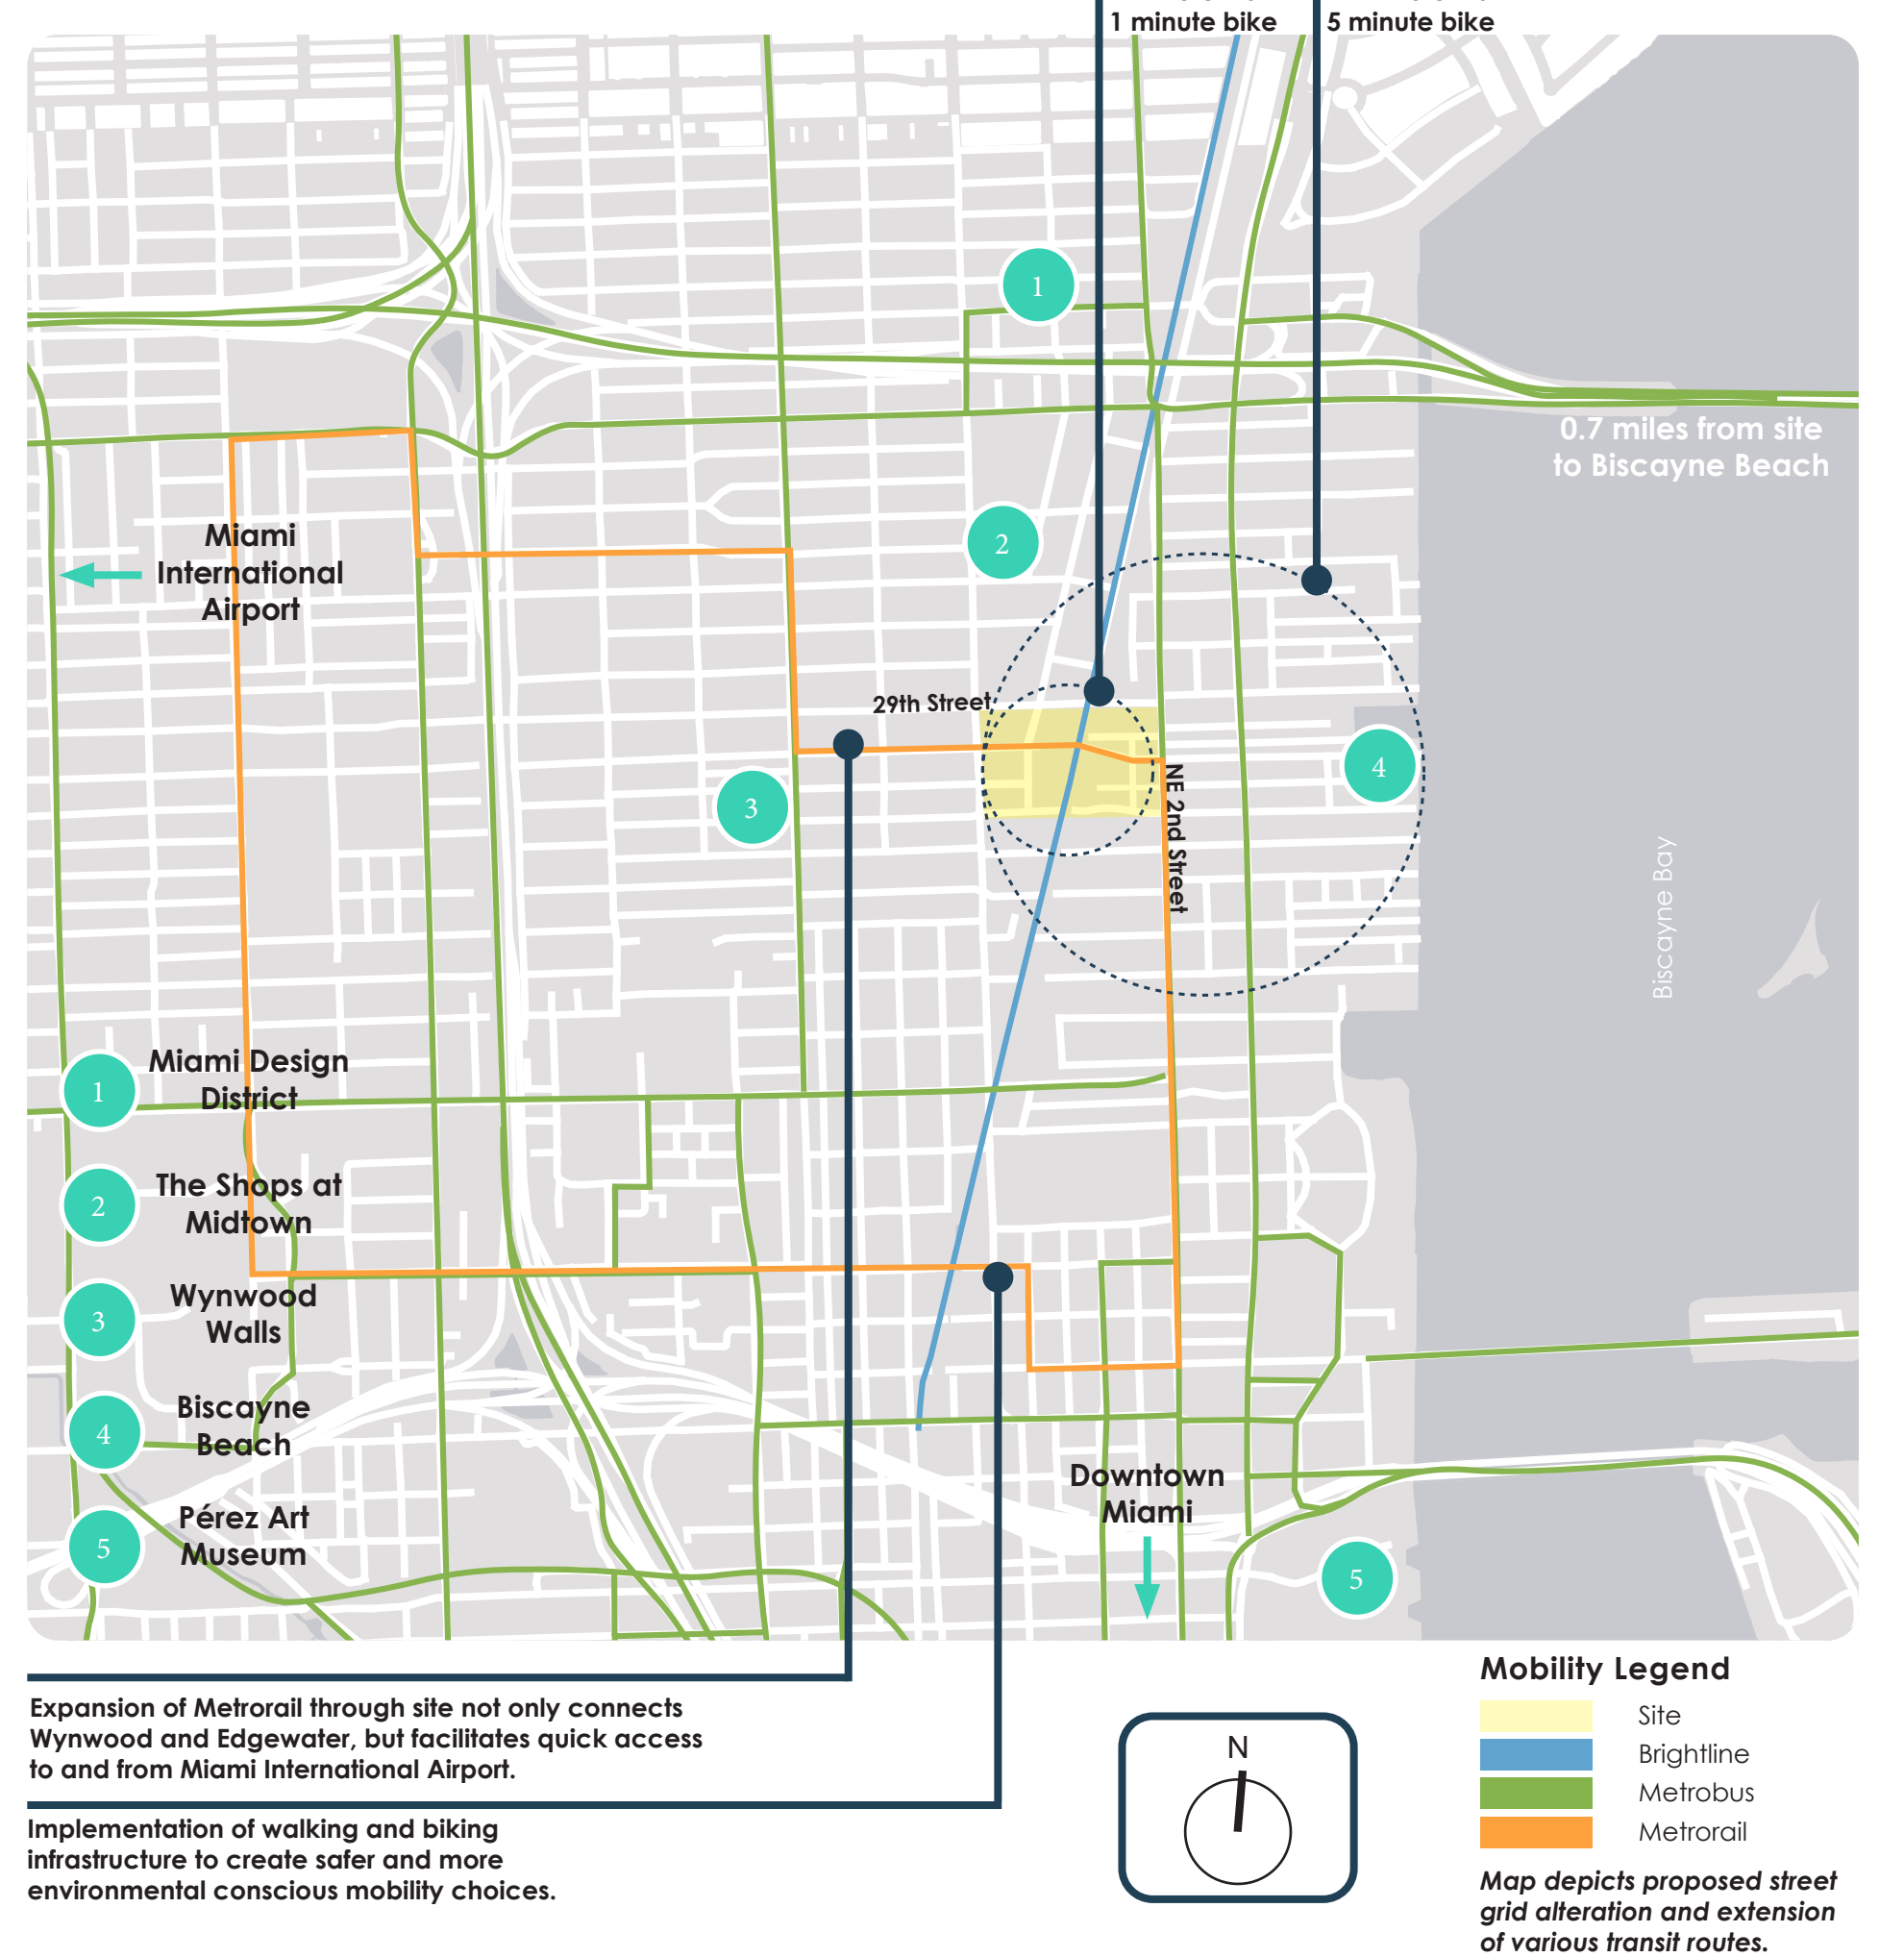 1 minute bike
5 minute bike
1
0.7 miles from site
to Biscayne Beach
2
Miami
International
Airport
29th Street
3
4
NE 2nd Street
Biscayne Bay
1
Miami Design
District
2
The Shops at
Midtown
3
Wynwood
Walls
4
Biscayne
Beach
5
Pérez Art
Museum
Downtown
Miami
5
Expansion of Metrorail through site not only connects
Wynwood and Edgewater, but facilitates quick access
to and from Miami International Airport.
Implementation of walking and biking
infrastructure to create safer and more
environmental conscious mobility choices.
N
Mobility Legend
Site
Brightline
Metrobus
Metrorail
Map depicts proposed street
grid alteration and extension
of various transit routes.